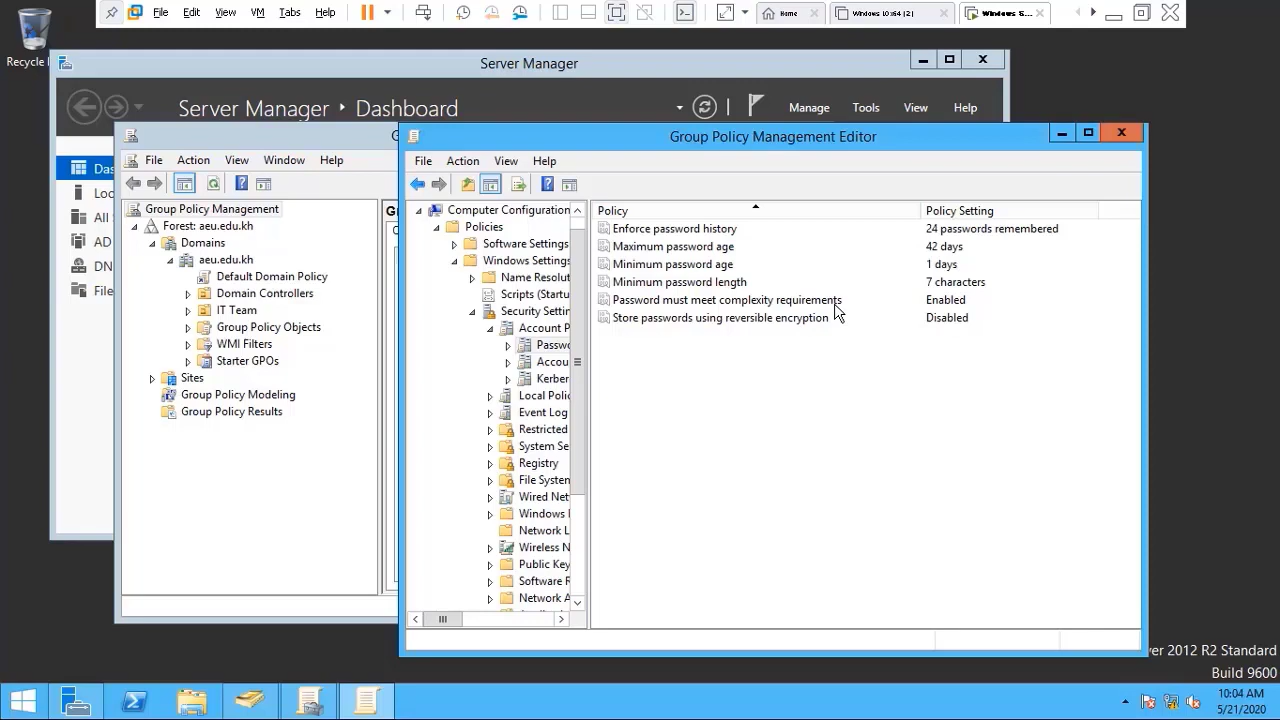 File Edit View VM Tabs Help
Home
Windows 10 x64 (2)
Windows S...
Recycle
Server Manager
Server Manager ‣ Dashboard
Manage Tools View Help
File Action View Window Help
Group Policy Management
Forest: aeu.edu.kh
Domains
aeu.edu.kh
Default Domain Policy
Domain Controllers
IT Team
Group Policy Objects
WMI Filters
Starter GPOs
Sites
Group Policy Modeling
Group Policy Results
Das
Loc
All S
AD
DN
File
Group Policy Management Editor
File Action View Help
Computer Configuration
Policies
Software Settings
Windows Settings
Name Resolu
Scripts (Startu
Security Settin
Account P
Passwo
Accou
Kerber
Local Polic
Event Log
Restricted
System Se
Registry
File System
Wired Net
Windows F
Network L
Wireless N
Public Key
Software R
Network A
Policy Policy Setting
Enforce password history 24 passwords remembered
Maximum password age 42 days
Minimum password age 1 days
Minimum password length 7 characters
Password must meet complexity requirements Enabled
Store passwords using reversible encryption Disabled
ver 2012 R2 Standard
Build 9600
10:04 AM
5/21/2020